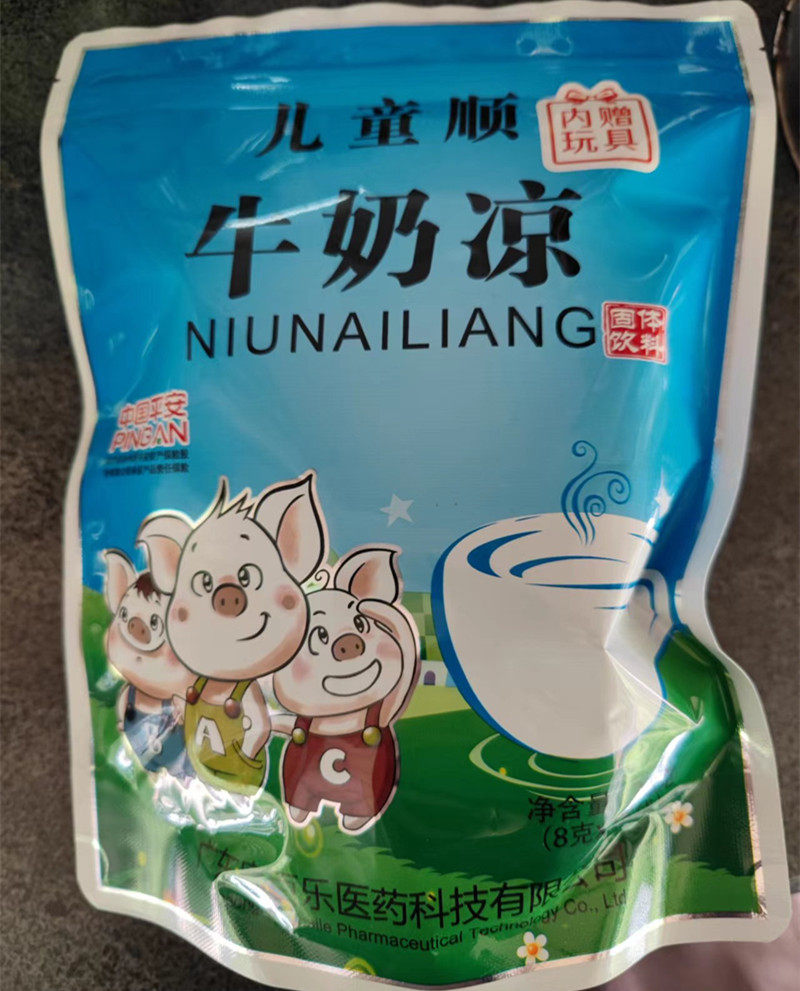 儿童顺
内赠
玩具
牛奶凉
NIUNAILIANG
固体
饮料
中国平安
PINGAN
A
C
净含量
(8克
乐医药科技有限公司
Pharmaceutical Technology Co., Ltd